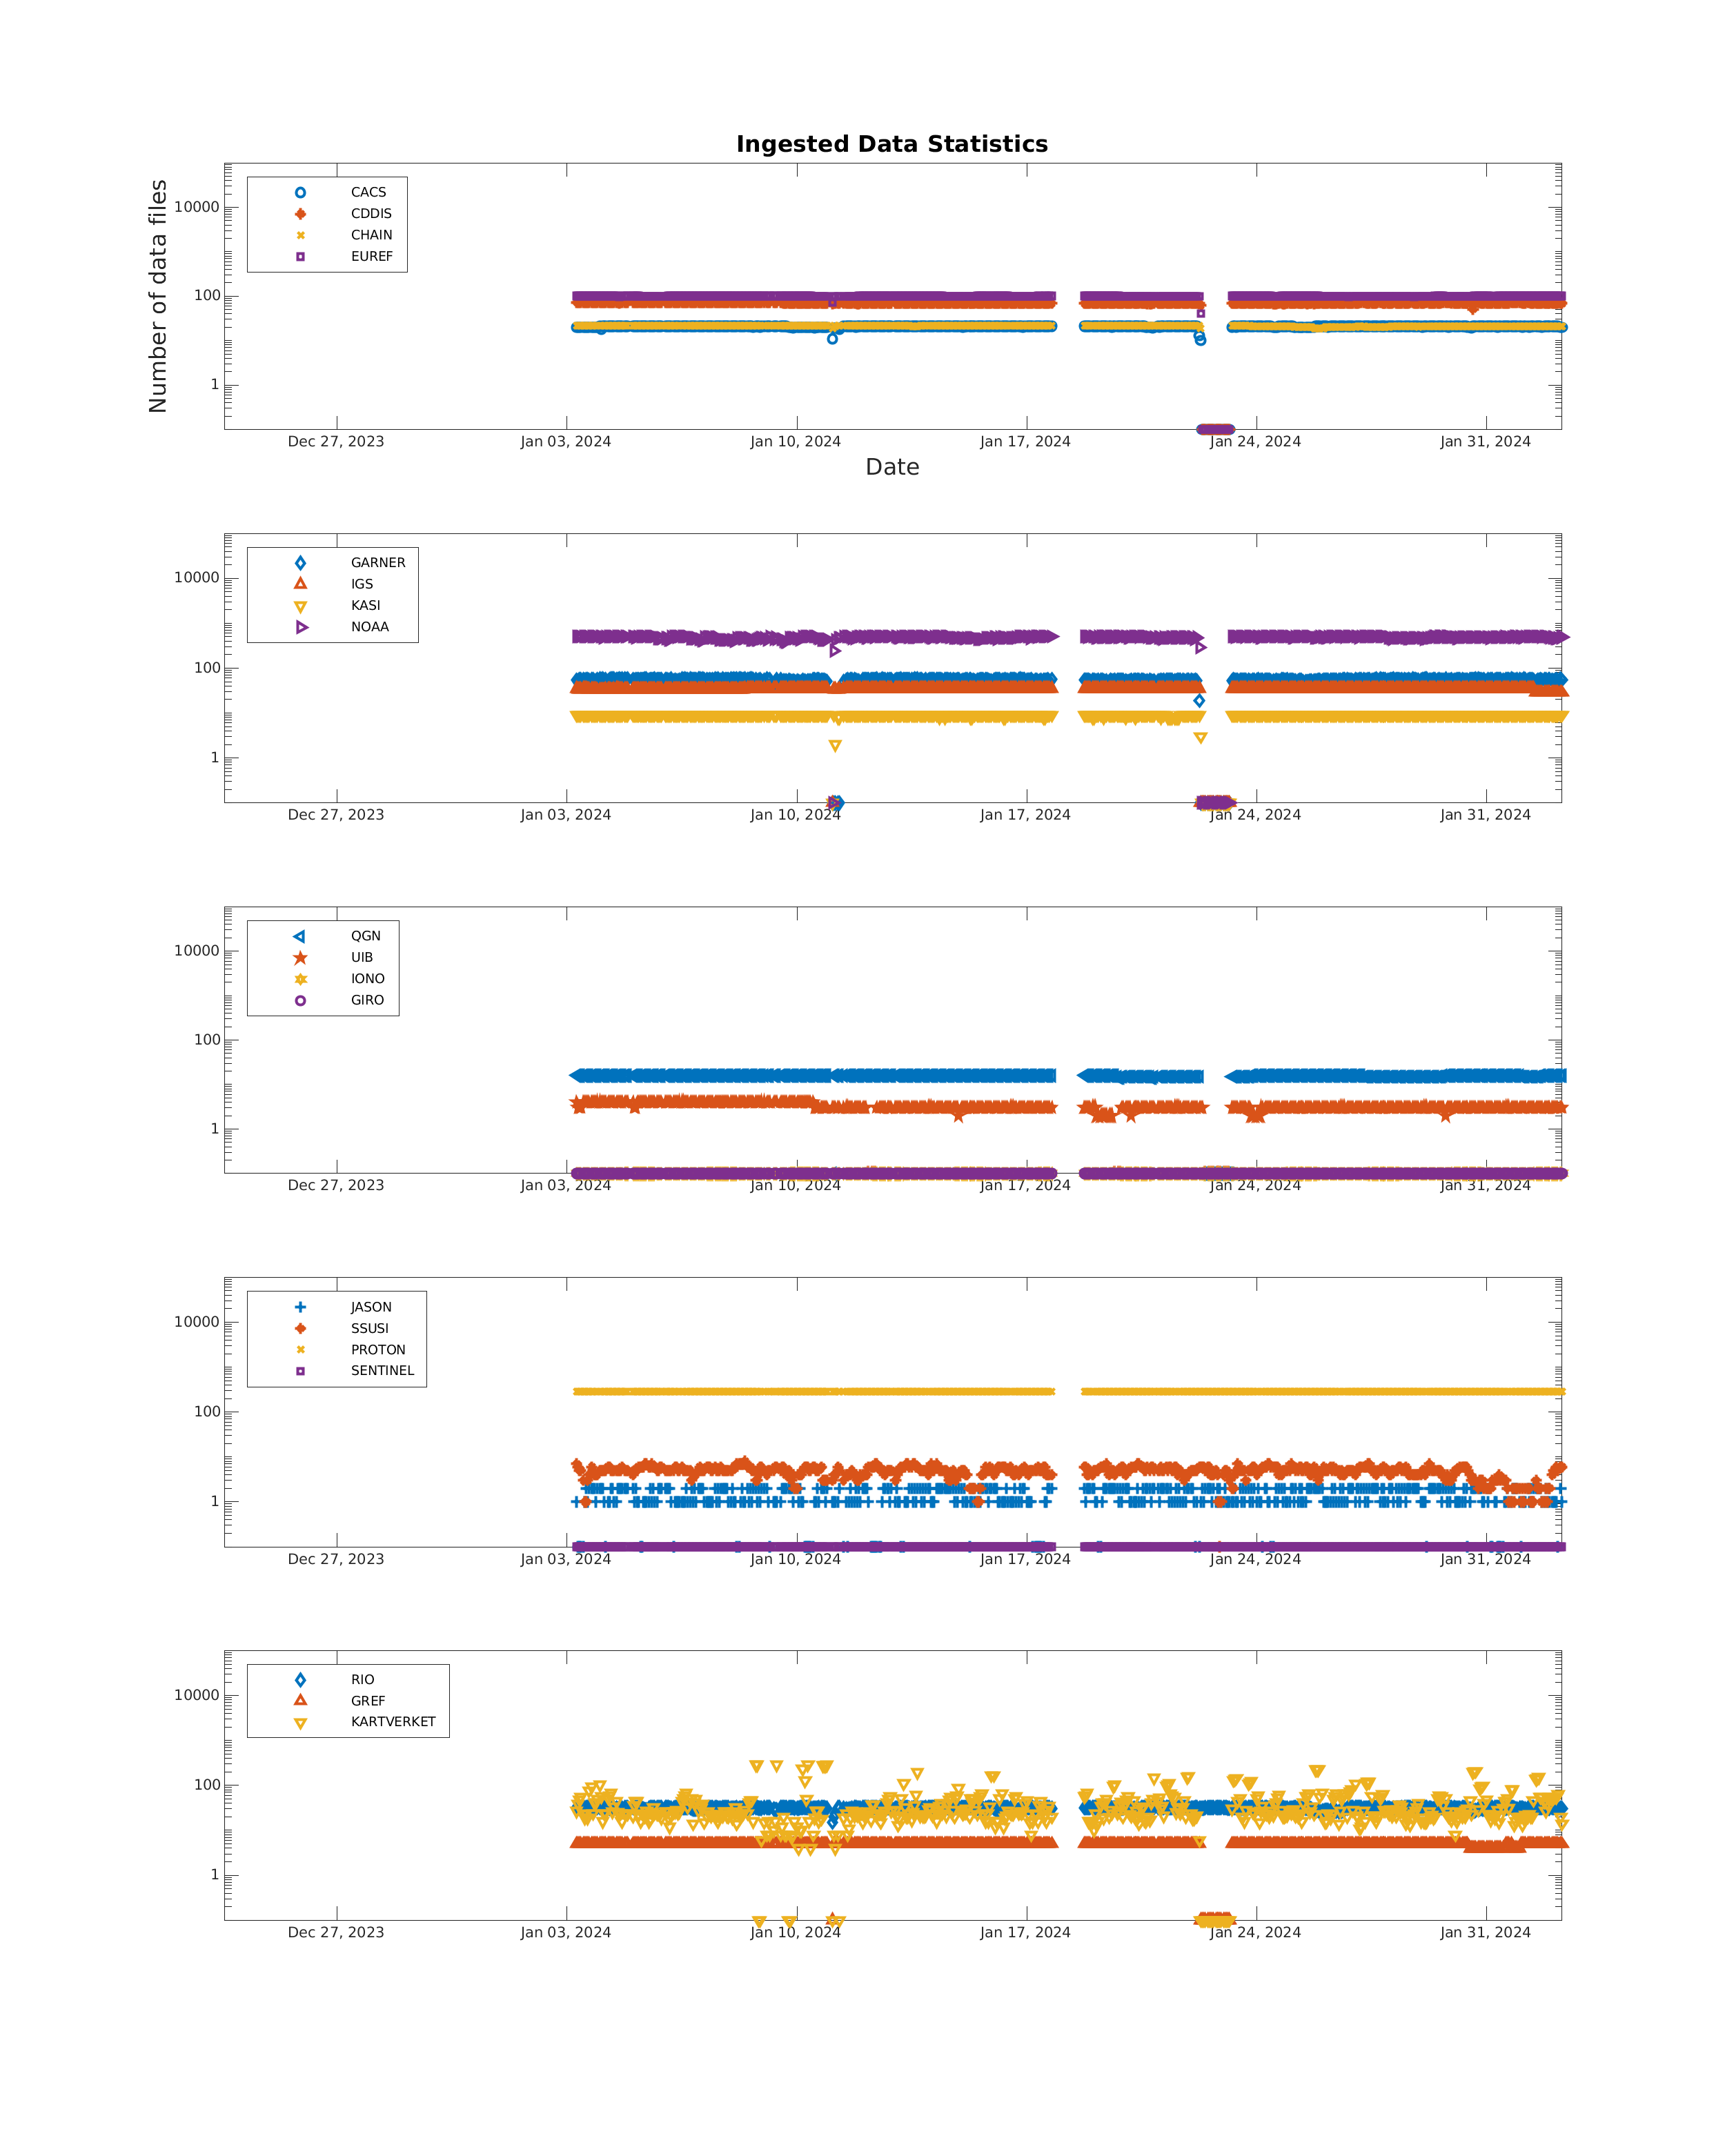 Ingested Data Statistics
Number of data files
10000
100
1
CACS
CDDIS
CHAIN
EUREF
Dec 27, 2023 Jan 03, 2024 Jan 10, 2024 Jan 17, 2024 Jan 24, 2024 Jan 31, 2024
Date
10000
100
1
GARNER
IGS
KASI
NOAA
Dec 27, 2023 Jan 03, 2024 Jan 10, 2024 Jan 17, 2024 Jan 24, 2024 Jan 31, 2024
10000
100
1
QGN
UIB
IONO
GIRO
Dec 27, 2023 Jan 03, 2024 Jan 10, 2024 Jan 17, 2024 Jan 24, 2024 Jan 31, 2024
10000
100
1
JASON
SSUSI
PROTON
SENTINEL
Dec 27, 2023 Jan 03, 2024 Jan 10, 2024 Jan 17, 2024 Jan 24, 2024 Jan 31, 2024
10000
100
1
RIO
GREF
KARTVERKET
Dec 27, 2023 Jan 03, 2024 Jan 10, 2024 Jan 17, 2024 Jan 24, 2024 Jan 31, 2024